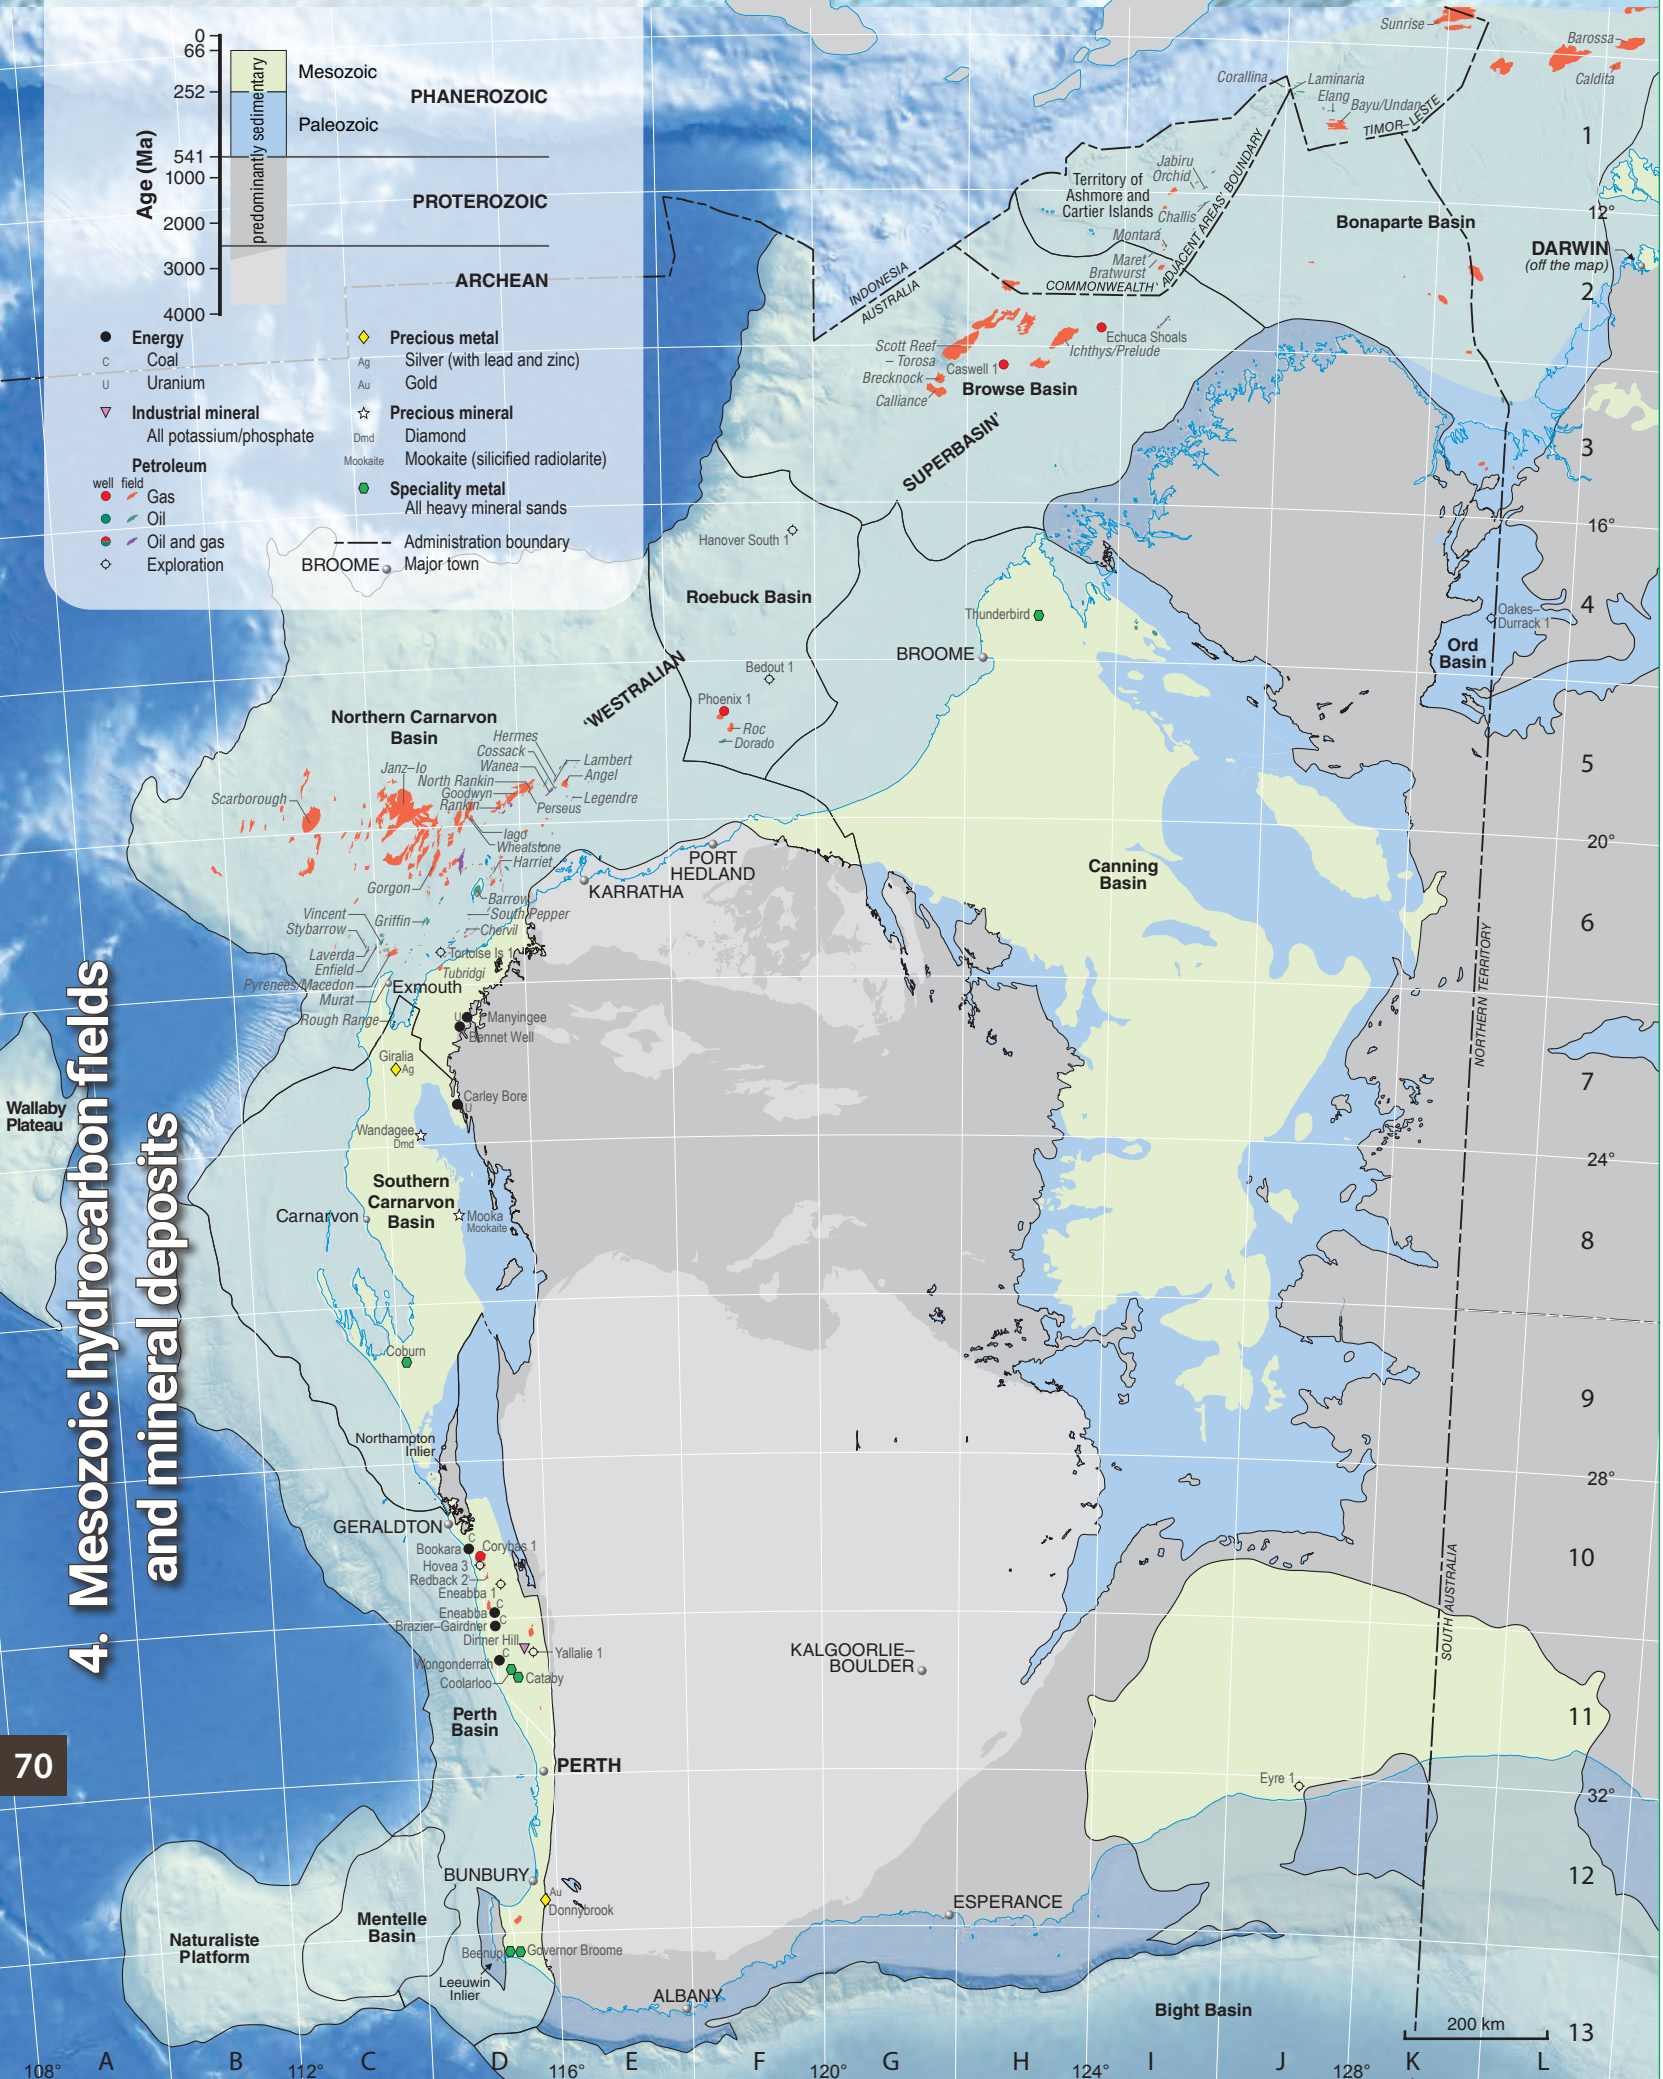 0
66
252
541
1000
2000
3000
4000
Age (Ma)
predominantly sedimentary
Mesozoic
Paleozoic
PHANEROZOIC
PROTEROZOIC
ARCHEAN
Energy
C Coal
U Uranium
Industrial mineral
All potassium/phosphate
Petroleum
well field
Gas
Oil
Oil and gas
Exploration
Precious metal
Ag Silver (with lead and zinc)
Au Gold
Precious mineral
Dmd Diamond
Mookaite Mookaite (silicified radiolarite)
Speciality metal
All heavy mineral sands
Administration boundary
BROOME Major town
Sunrise
Barossa
Caldita
Corallina
Laminaria
Elang
Bayu/Undan
TIMOR–LESTE
1
Jabiru
Orchid
Territory of
Ashmore and
Cartier Islands
Challis
Montara
Maret
Bratwurst
COMMONWEALTH 'ADJACENT AREAS' BOUNDARY
INDONESIA
AUSTRALIA
Bonaparte Basin
12°
DARWIN
(off the map)
2
Scott Reef
– Torosa
Brecknock
Calliance
Caswell 1
Echuca Shoals
Ichthys/Prelude
Browse Basin
3
'WESTRALIAN
SUPERBASIN'
16°
Hanover South 1
Roebuck Basin
Thunderbird
BROOME
Oakes–
Durrack 1
4
Ord
Basin
Bedout 1
Phoenix 1
Roc
Dorado
Northern Carnarvon
Basin
Hermes
Cossack
Wanea
Lambert
Angel
Janz–Io
North Rankin
Goodwyn
Rankin
Legendre
Perseus
Scarborough
5
Iago
Wheatstone
Harriet
20°
PORT
HEDLAND
KARRATHA
Canning
Basin
Gorgon
Barrow
Vincent
Griffin
South Pepper
Stybarrow
Chervil
6
Laverda
Tortoise Is 1
Enfield
Tubridgi
Pyrenees/Macedon
Exmouth
Murat
Rough Range
U
Manyingee
Bennet Well
NORTHERN TERRITORY
Giralia
Ag
7
Carley Bore
U
Wallaby
Plateau
Wandagee
Dmd
24°
Southern
Carnarvon
Basin
Carnarvon
Mooka
Mookaite
8
Coburn
9
Northampton
Inlier
28°
GERALDTON
C
Bookara
Corybas 1
Hovea 3
Redback 2
Eneabba 1
10
C
Eneabba
C
Brazier–Gairdner
Dinner Hill
C
Yallalie 1
Wongonderrah
Coolarloo
Cataby
KALGOORLIE–
BOULDER
SOUTH AUSTRALIA
Perth
Basin
11
PERTH
Eyre 1
32°
BUNBURY
12
Au
Donnybrook
ESPERANCE
Mentelle
Basin
Naturaliste
Platform
Beenup
Governor Broome
Leeuwin
Inlier
ALBANY
Bight Basin
200 km
13
4. Mesozoic hydrocarbon fields
and mineral deposits
70
A B C D E F G H I J K L
108° 112° 116° 120° 124° 128°